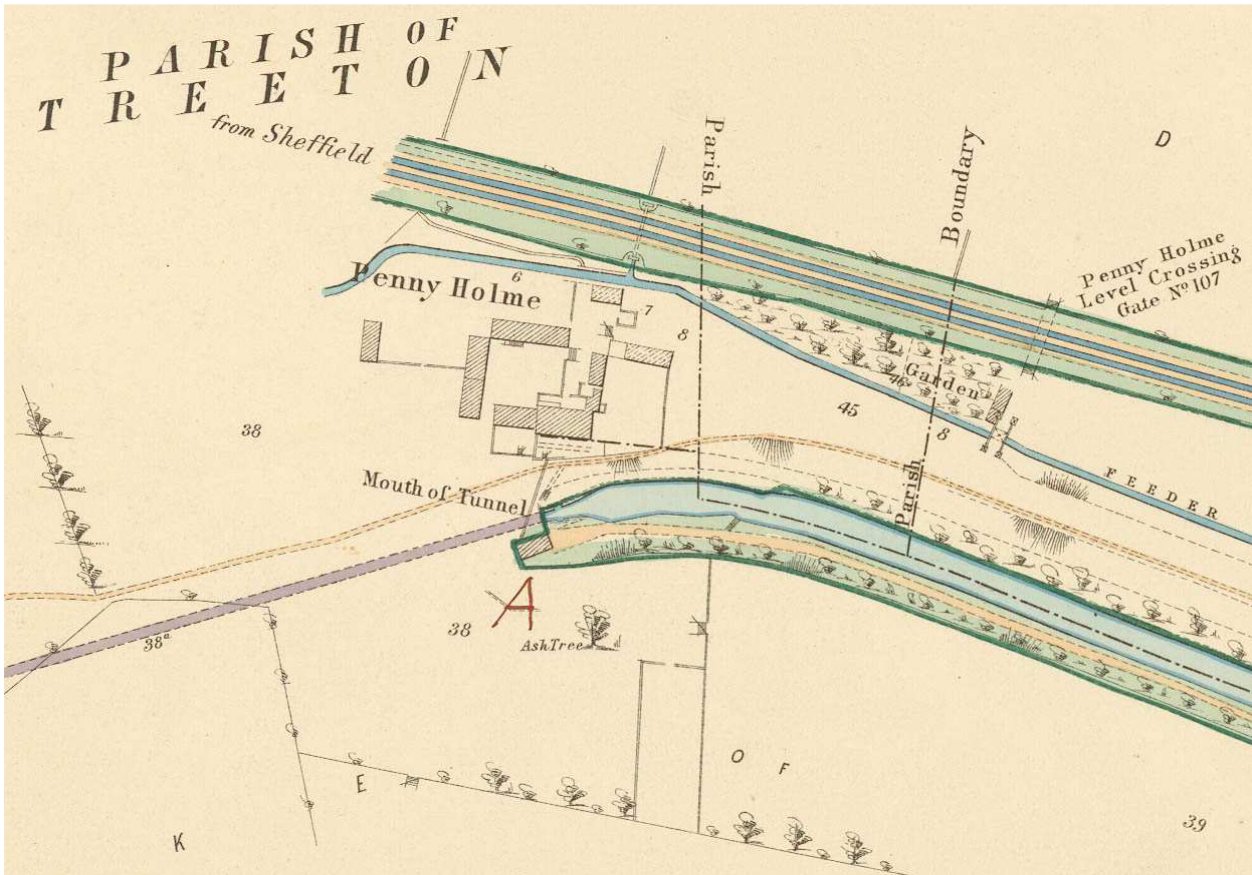 PARISH OF
TREETON
from Sheffield
Parish
Boundary
D
Penny Holme
Level Crossing
Gate Nº 107
6
Penny Holme
7
8
Garden
46
45
8
38
Mouth of Tunnel
FEEDER
Parish
A
38
38ª
Ash Tree
O F
E
K
39